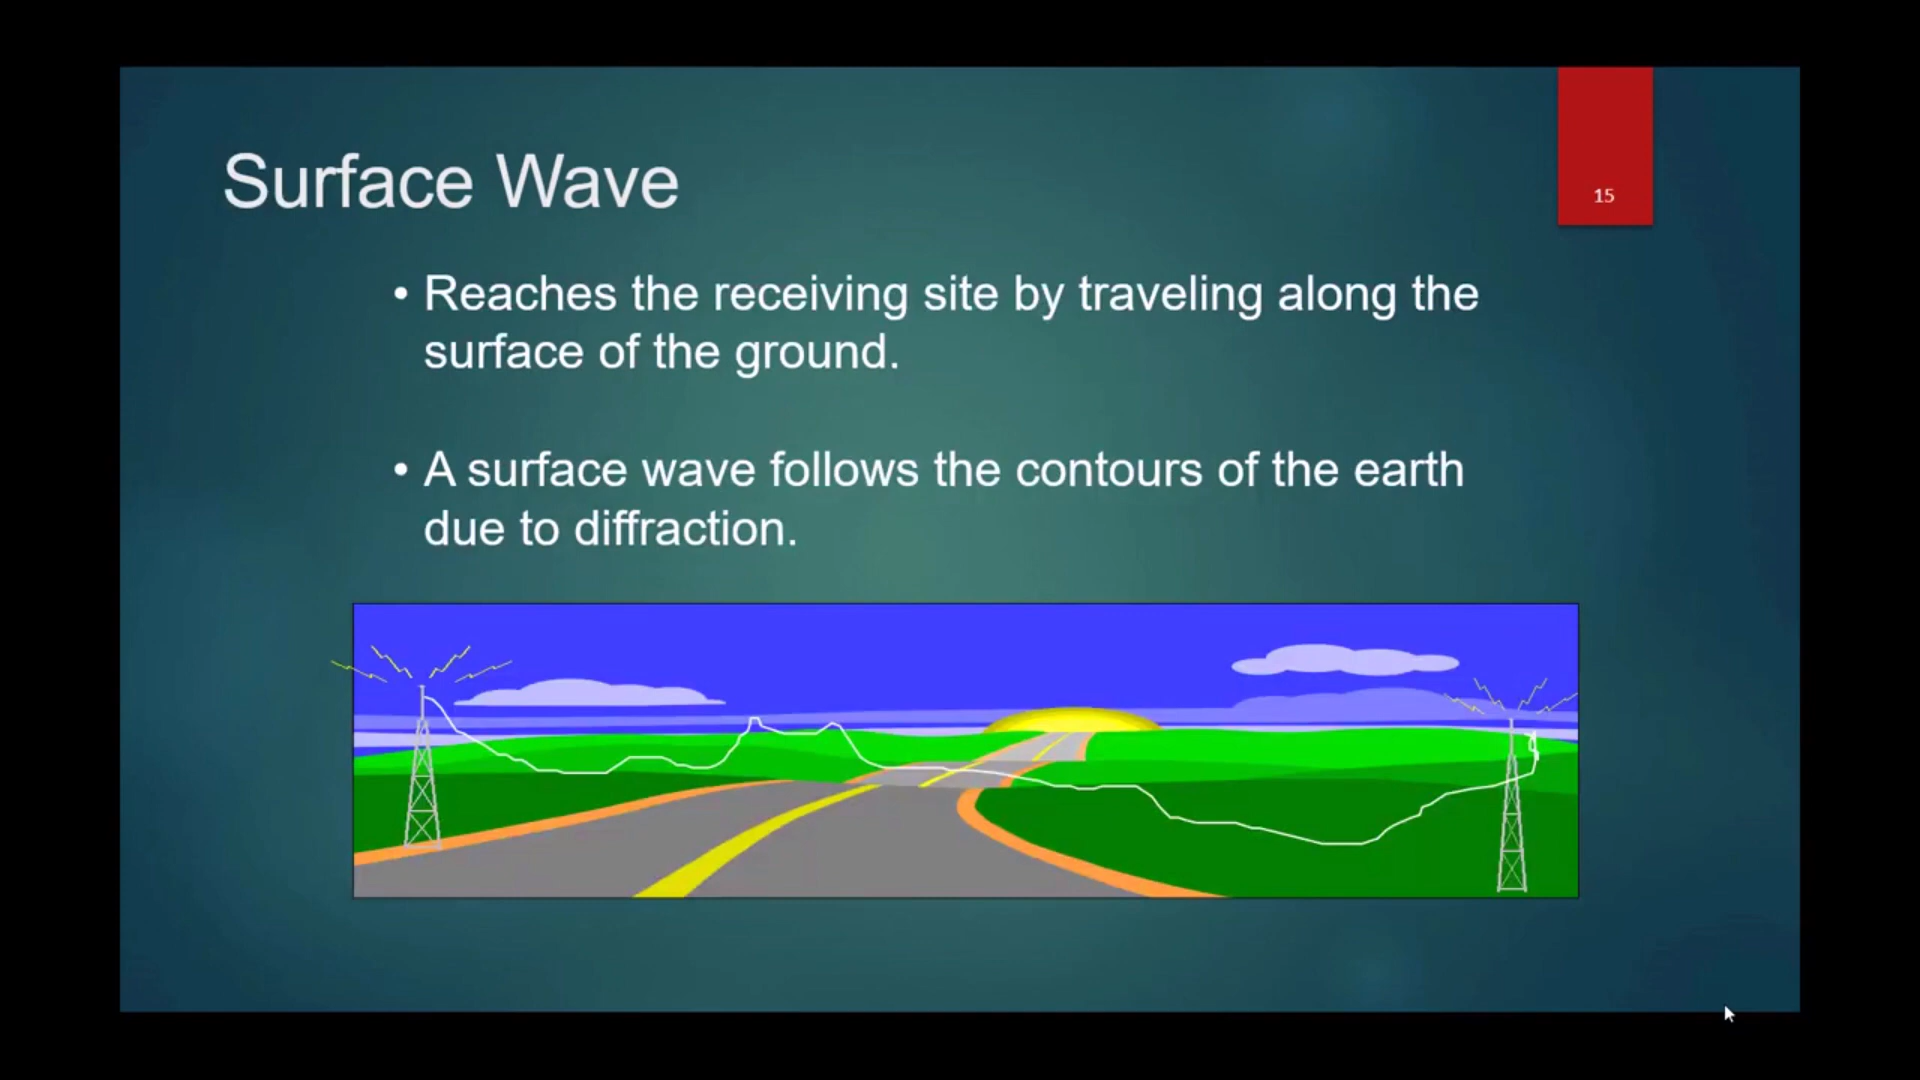 Surface Wave
15
• Reaches the receiving site by traveling along the
surface of the ground.
• A surface wave follows the contours of the earth
due to diffraction.